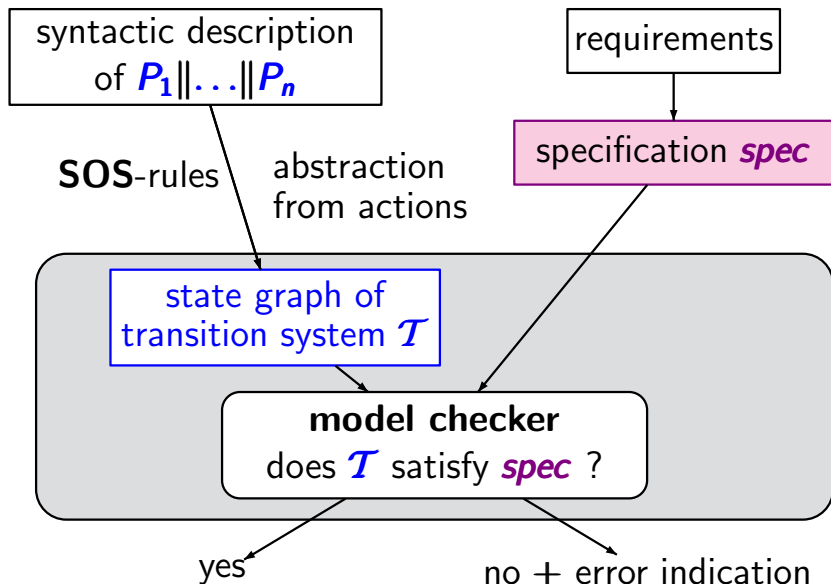 syntactic description
of P₁‖...‖Pₙ
requirements
specification spec
SOS-rules
abstraction
from actions
state graph of
transition system 𝒯
model checker
does 𝒯 satisfy spec ?
yes
no + error indication